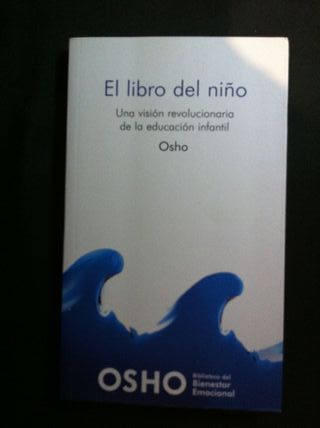 El libro del niño
Una visión revolucionaria
de la educación infantil
Osho
OSHO
Biblioteca del
Bienestar
Emocional